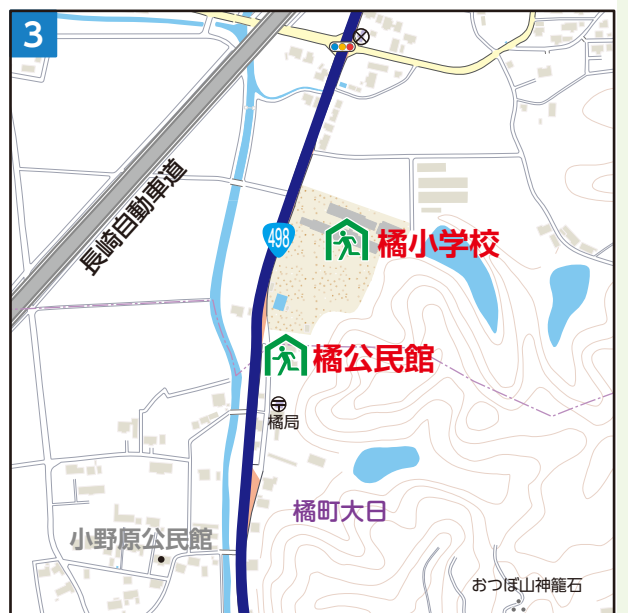 3
長崎自動車道
498
橘小学校
橘公民館
橘局
橘町大日
小野原公民館
おつぼ山神籠石